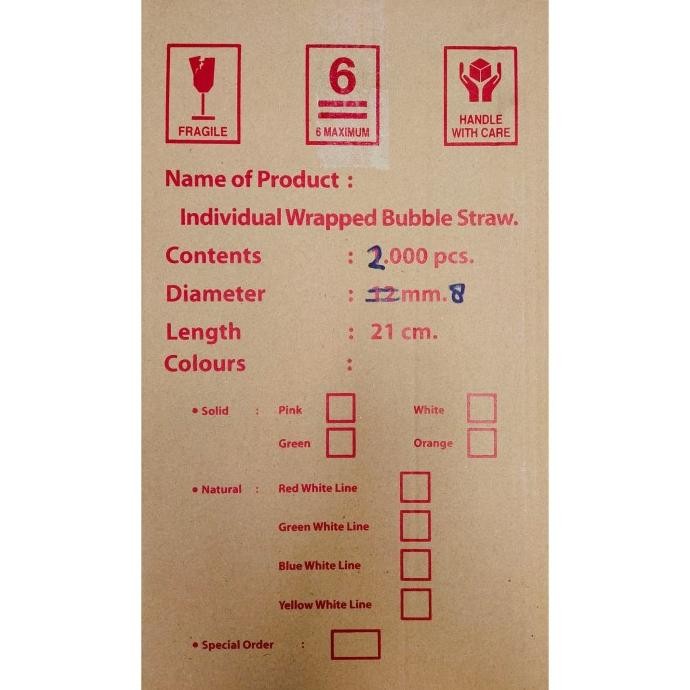 FRAGILE
6
6 MAXIMUM
HANDLE
WITH CARE
Name of Product :
Individual Wrapped Bubble Straw.
Contents : 2.000 pcs.
Diameter : 12 mm. 8
Length : 21 cm.
Colours :
• Solid : Pink White
Green Orange
• Natural : Red White Line
Green White Line
Blue White Line
Yellow White Line
• Special Order :